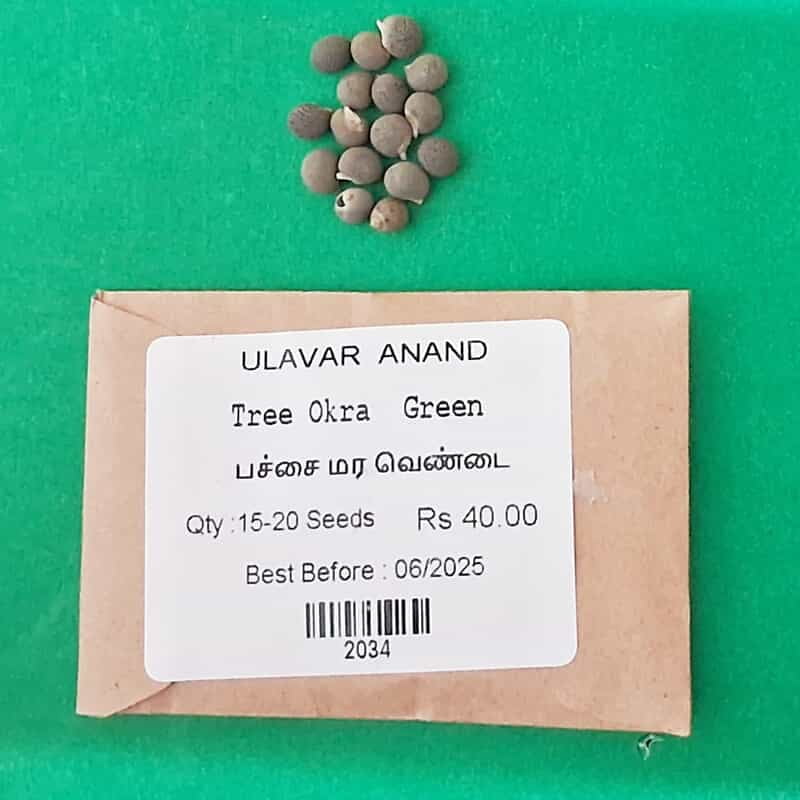 ULAVAR ANAND
Tree Okra Green
பச்சை மர வெண்டை
Qty :15-20 Seeds Rs 40.00
Best Before : 06/2025
2034